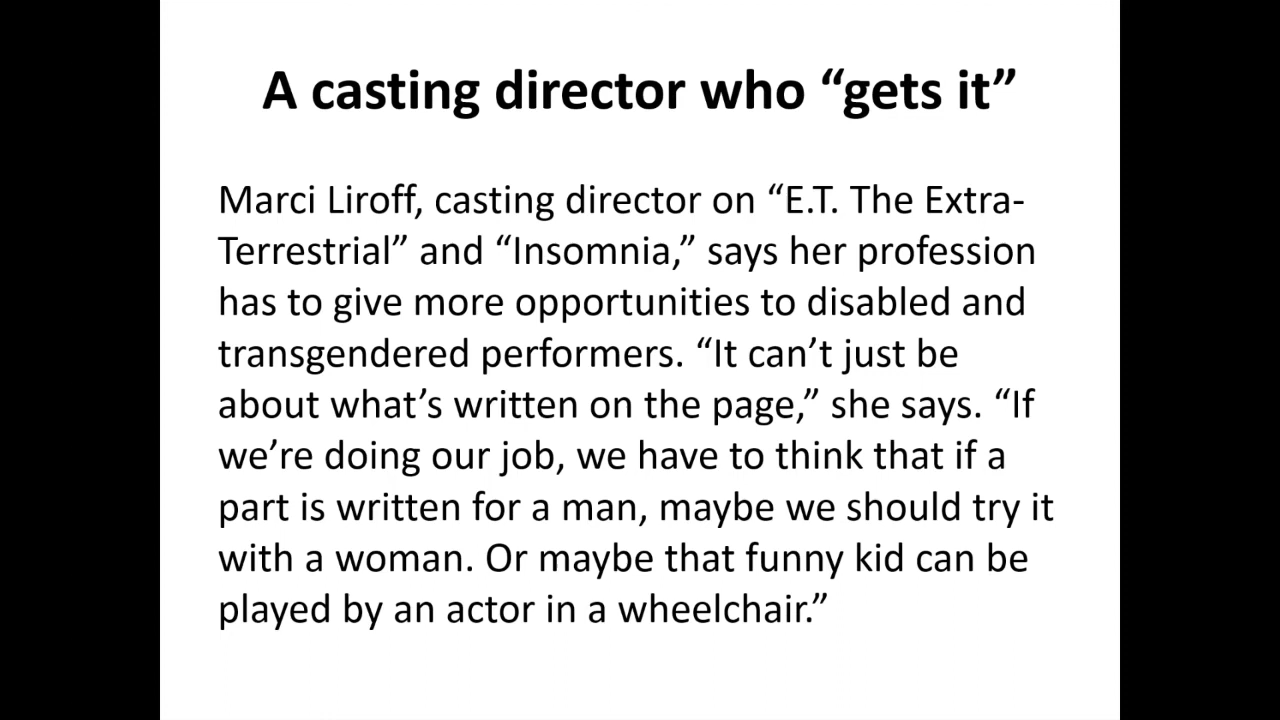 A casting director who “gets it”
Marci Liroff, casting director on “E.T. The Extra-
Terrestrial” and “Insomnia,” says her profession
has to give more opportunities to disabled and
transgendered performers. “It can’t just be
about what’s written on the page,” she says. “If
we’re doing our job, we have to think that if a
part is written for a man, maybe we should try it
with a woman. Or maybe that funny kid can be
played by an actor in a wheelchair.”